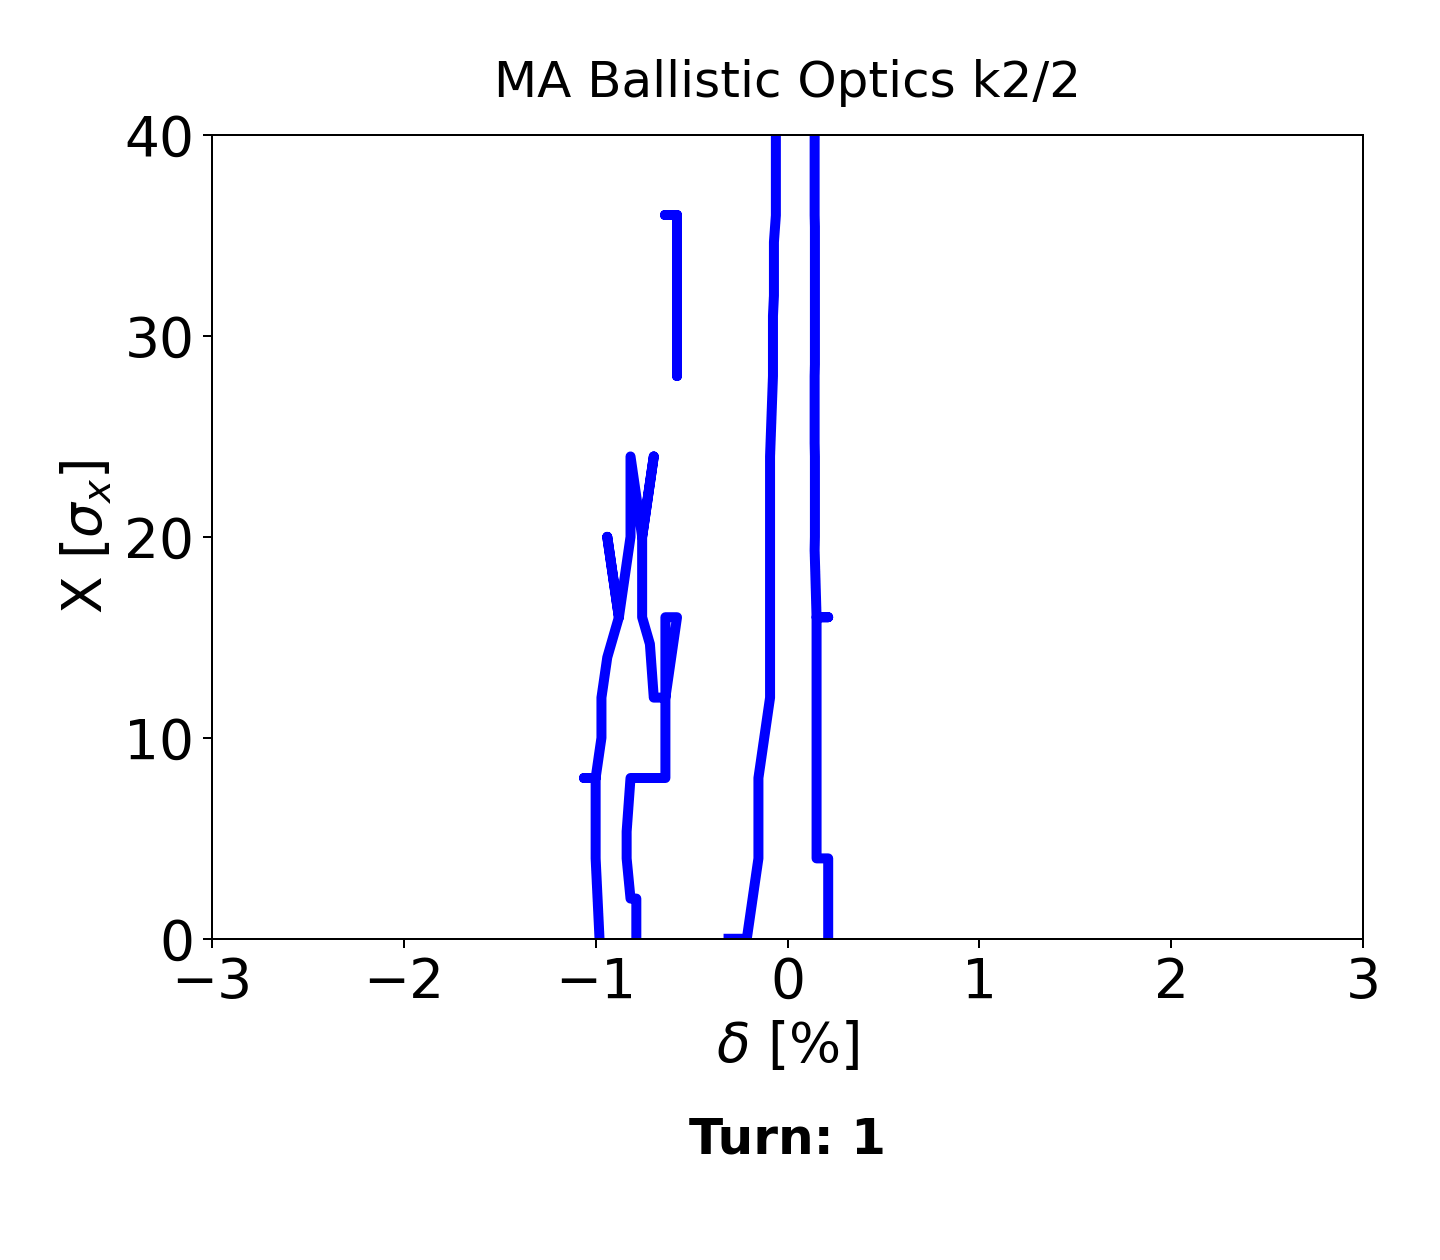 MA Ballistic Optics k2/2
40
30
20
10
0
X [σx]
−3 −2 −1 0 1 2 3
δ [%]
Turn: 1